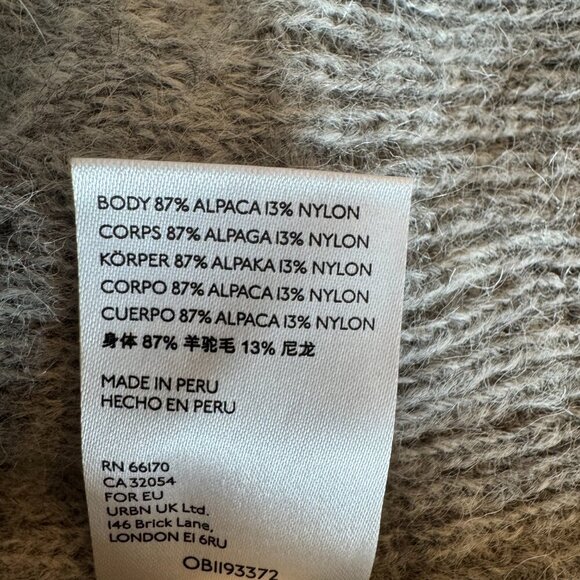 BODY 87% ALPACA 13% NYLON
CORPS 87% ALPAGA 13% NYLON
KÖRPER 87% ALPAKA 13% NYLON
CORPO 87% ALPACA 13% NYLON
CUERPO 87% ALPACA 13% NYLON
身体 87% 羊驼毛 13% 尼龙
MADE IN PERU
HECHO EN PERU
RN 66170
CA 32054
FOR EU
URBN UK Ltd.
146 Brick Lane,
LONDON E1 6RU
OB1193372